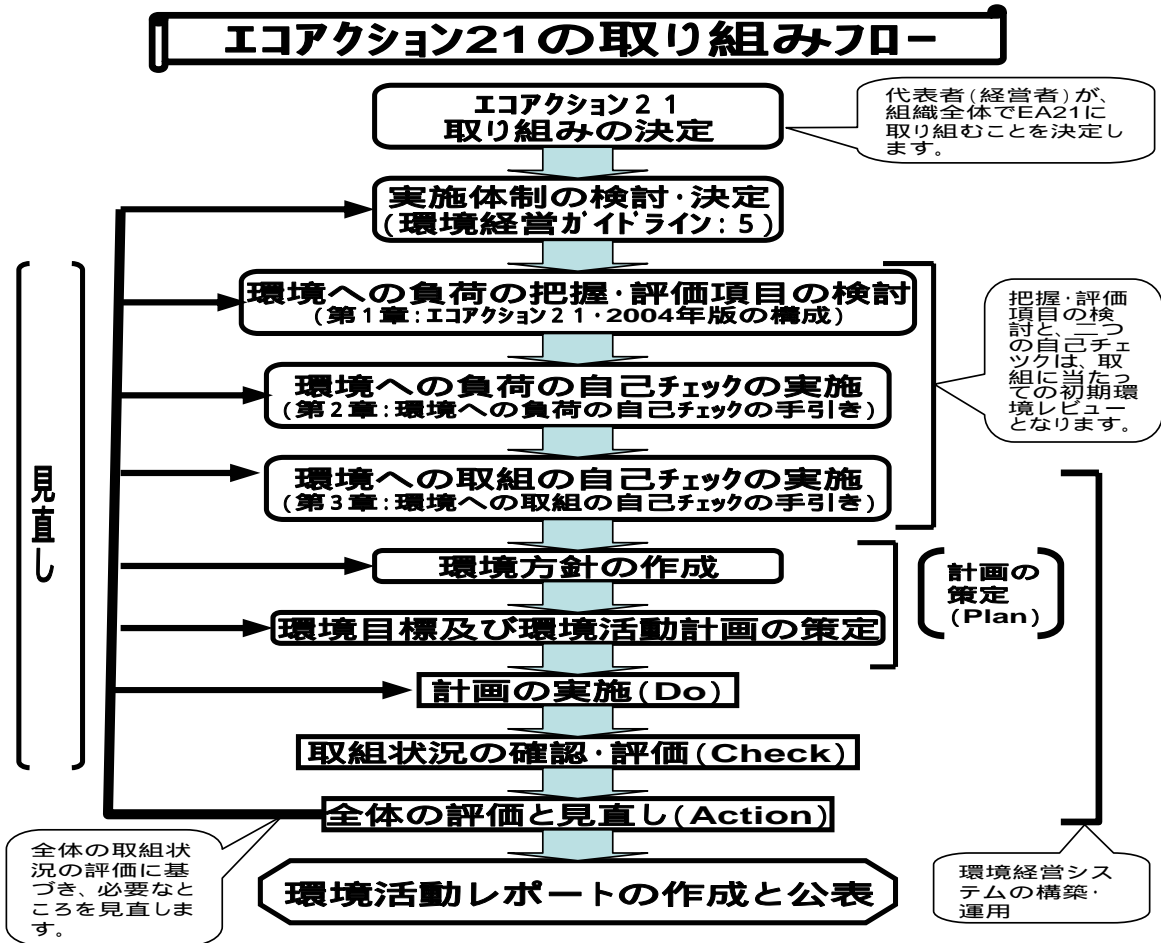 エコアクション21の取り組みフロー
エコアクション21
取り組みの決定
代表者(経営者)が、
組織全体でEA21に
取り組むことを決定し
ます。
実施体制の検討・決定
(環境経営ガイドライン:5)
環境への負荷の把握・評価項目の検討
(第1章:エコアクション21・2004年版の構成)
把握・評価
項目の検
討と、二つ
の自己チェ
ックは、取
組に当たっ
ての初期環
境レビュー
となります。
環境への負荷の自己チェックの実施
(第2章:環境への負荷の自己チェックの手引き)
環境への取組の自己チェックの実施
(第3章:環境への取組の自己チェックの手引き)
見直し
環境方針の作成
計画の
策定
(Plan)
環境目標及び環境活動計画の策定
計画の実施(Do)
取組状況の確認・評価(Check)
全体の評価と見直し(Action)
全体の取組状
況の評価に基
づき、必要なと
ころを見直しま
す。
環境経営シス
テムの構築・
運用
環境活動レポートの作成と公表